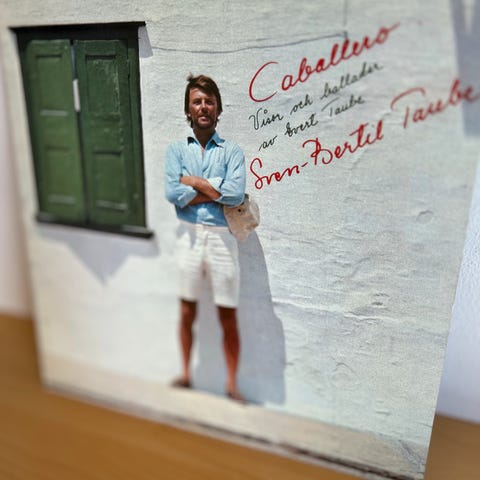 Caballero
Visor och ballader
av Evert Taube
Sven-Bertil Taube